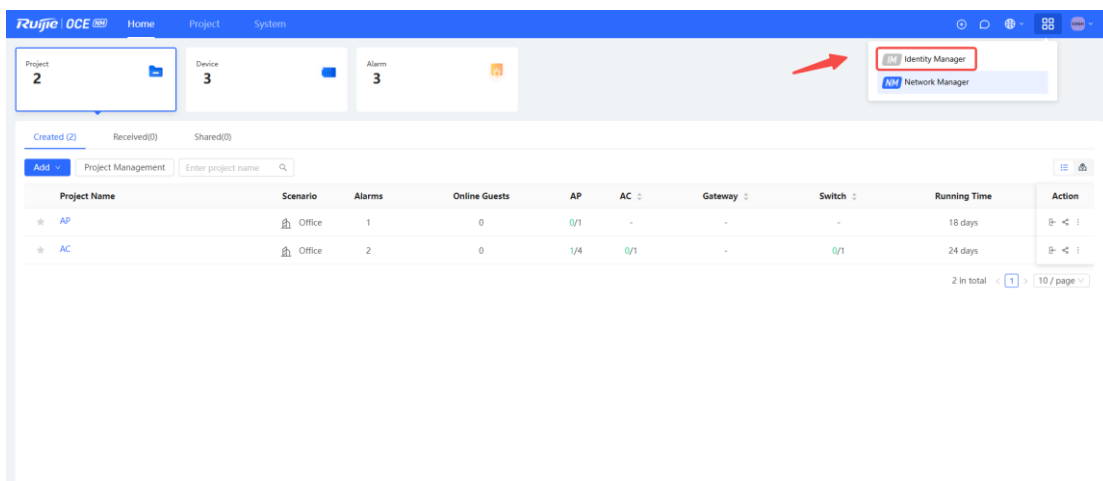 Ruijie | OCE NM Home Project System
Project
2
Device
3
Alarm
3
IM Identity Manager
NM Network Manager
Created (2) Received(0) Shared(0)
Add Project Management Enter project name
Project Name Scenario Alarms Online Guests AP AC Gateway Switch Running Time Action
AP Office 1 0 0/1 - - - 18 days
AC Office 2 0 1/4 0/1 - 0/1 24 days
2 in total < 1 > 10 / page